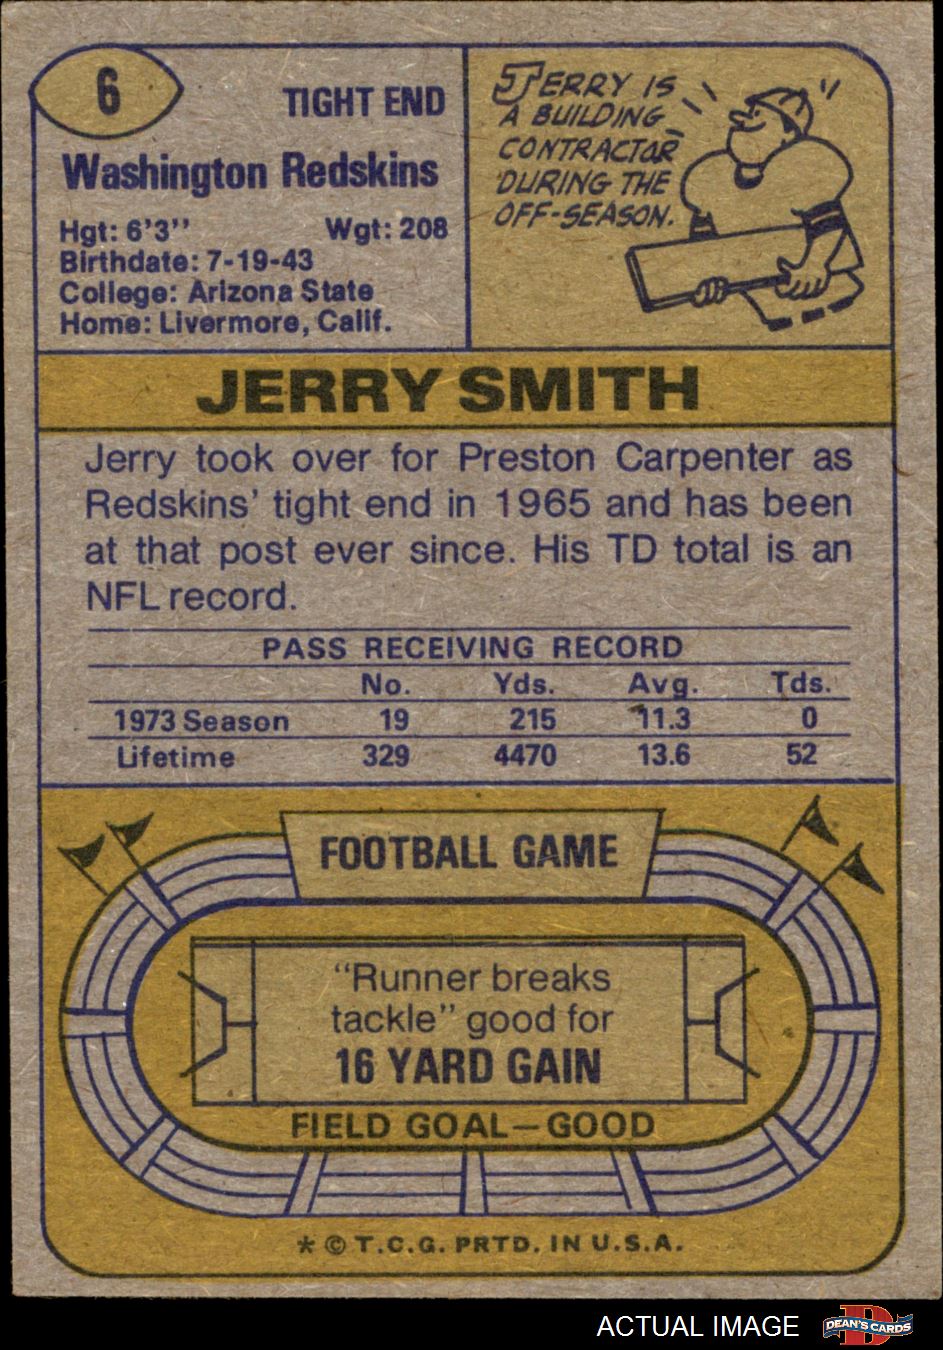 6
TIGHT END
Washington Redskins
Hgt: 6'3'' Wgt: 208
Birthdate: 7-19-43
College: Arizona State
Home: Livermore, Calif.
JERRY IS
A BUILDING
CONTRACTOR
DURING THE
OFF-SEASON.
JERRY SMITH
Jerry took over for Preston Carpenter as
Redskins' tight end in 1965 and has been
at that post ever since. His TD total is an
NFL record.
PASS RECEIVING RECORD
No. Yds. Avg. Tds.
1973 Season 19 215 11.3 0
Lifetime 329 4470 13.6 52
FOOTBALL GAME
"Runner breaks
tackle" good for
16 YARD GAIN
FIELD GOAL—GOOD
* © T.C.G. PRTD. IN U.S.A.
ACTUAL IMAGE
D
DEAN'S CARDS